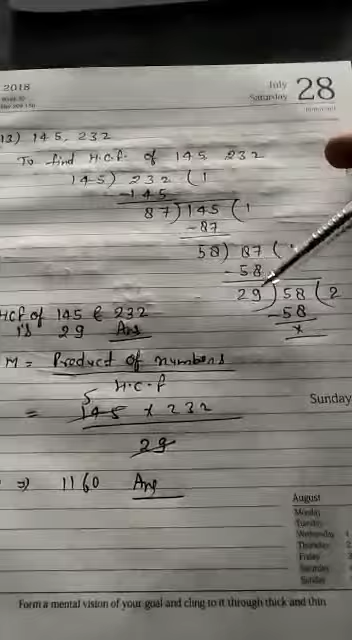 2018
July
Saturday
28
13) 145, 232
To find H.C.f. of 145, 232
145) 232 ( 1
-145
87) 145 ( 1
-87
58) 87 (
-58
29) 58 ( 2
-58
x
HCf of 145 & 232
is 29 Ans
M = Product of numbers
H.C.f
5
= 145 x 232
29
Sunday
=) 1160 Ans
August
Monday
Tuesday
Wednesday
Thursday
Friday
Saturday
Sunday
Form a mental vision of your goal and cling to it through thick and thin